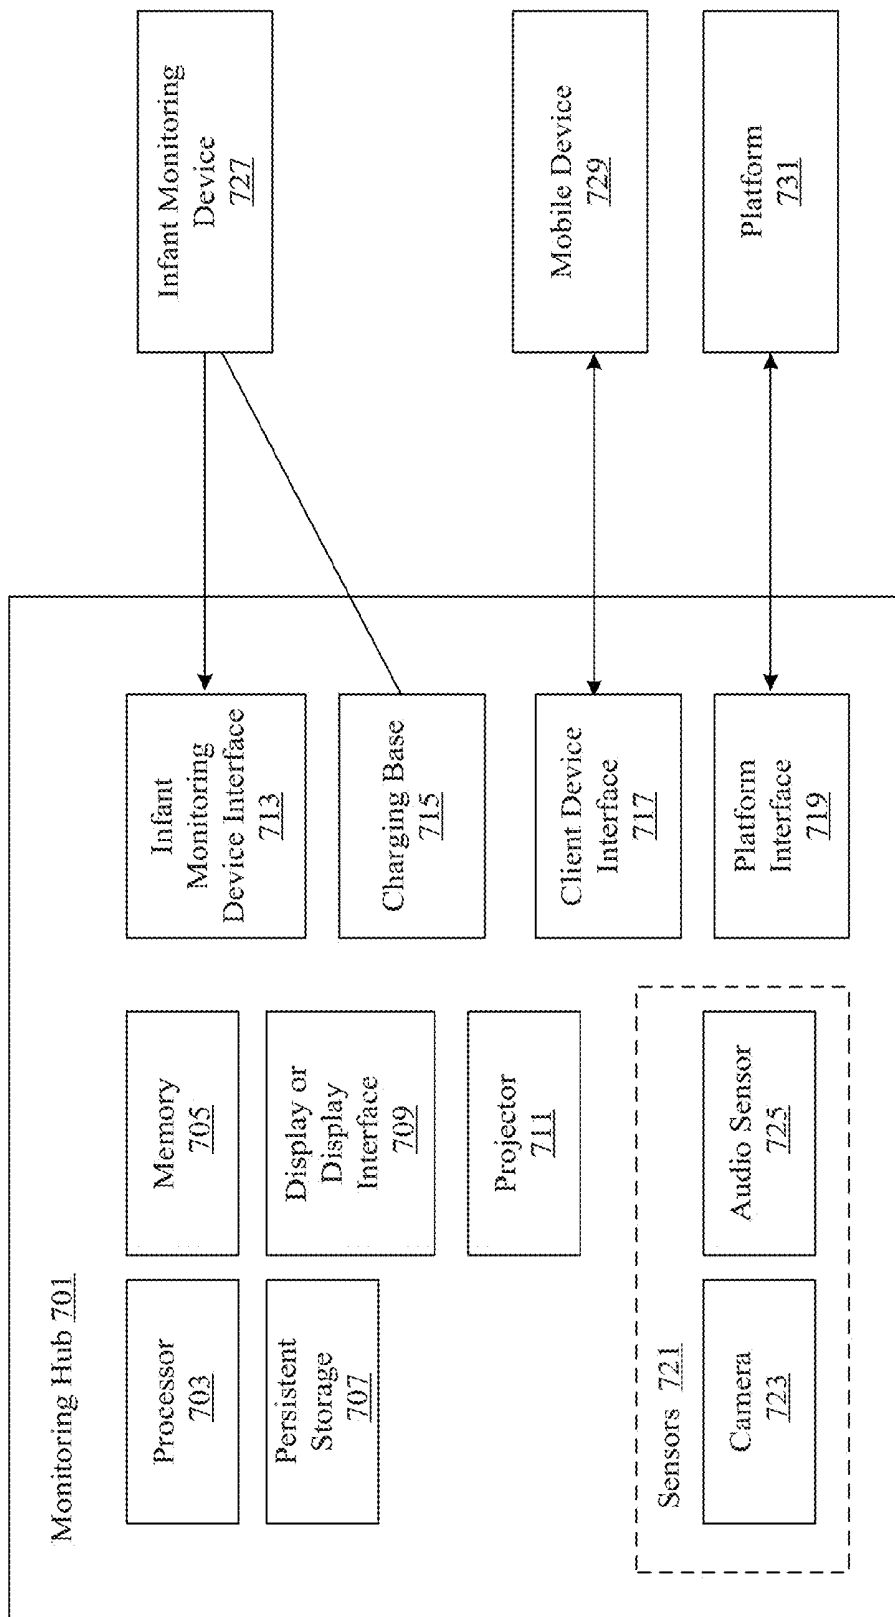 Monitoring Hub 701
Processor
703
Memory
705
Persistent
Storage
707
Display or
Display
Interface
709
Projector
711
Sensors 721
Camera
723
Audio Sensor
725
Infant
Monitoring
Device Interface
713
Charging Base
715
Client Device
Interface
717
Platform
Interface
719
Infant Monitoring
Device
727
Mobile Device
729
Platform
731